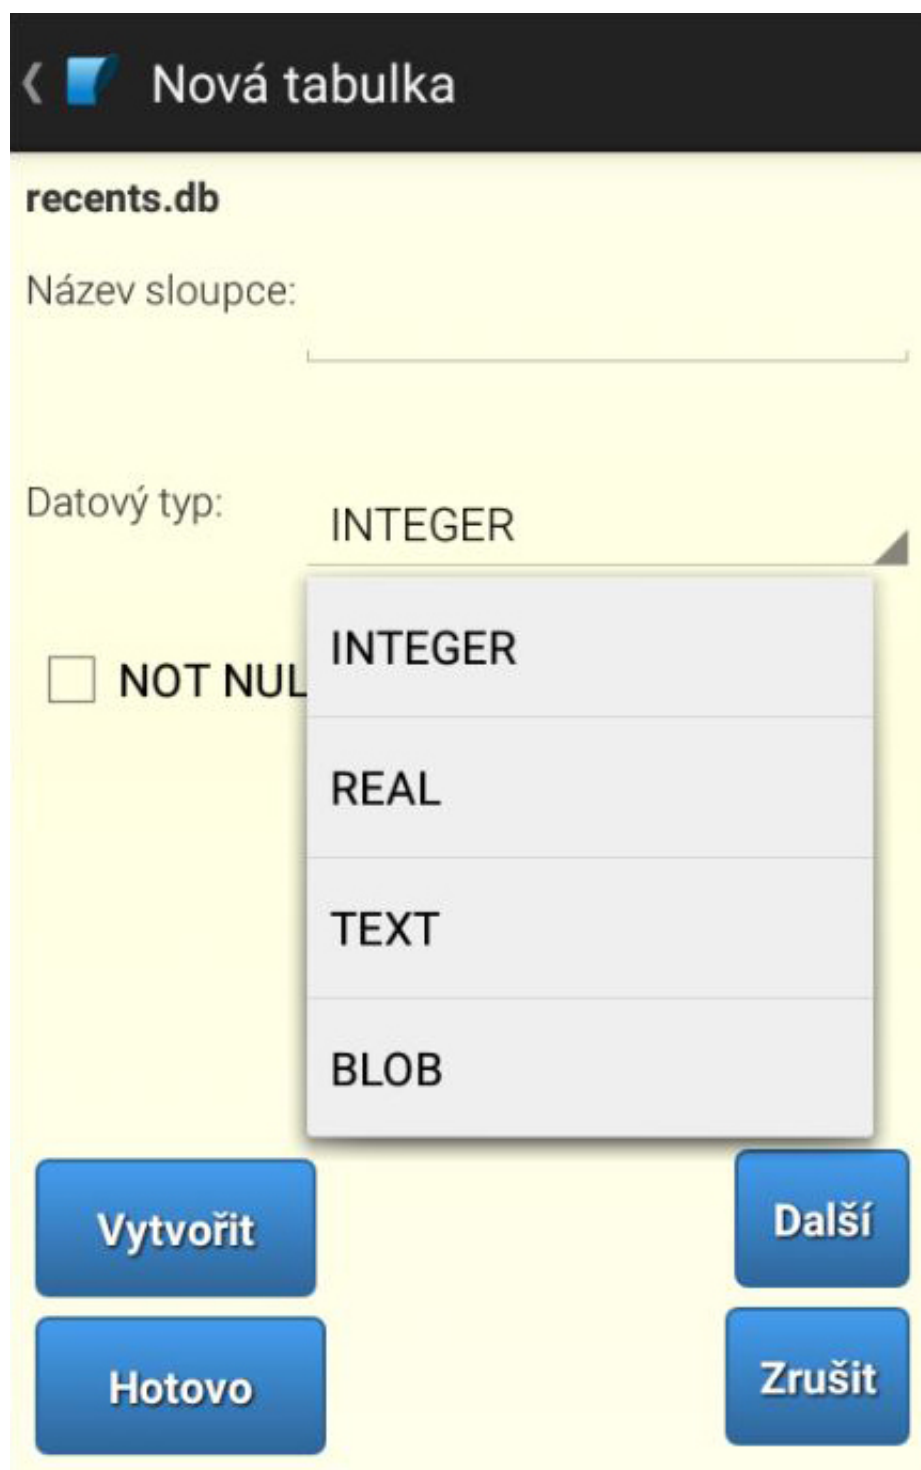 Nová tabulka
recents.db
Název sloupce:
Datový typ:
INTEGER
NOT NUL
INTEGER
REAL
TEXT
BLOB
Vytvořit
Další
Hotovo
Zrušit